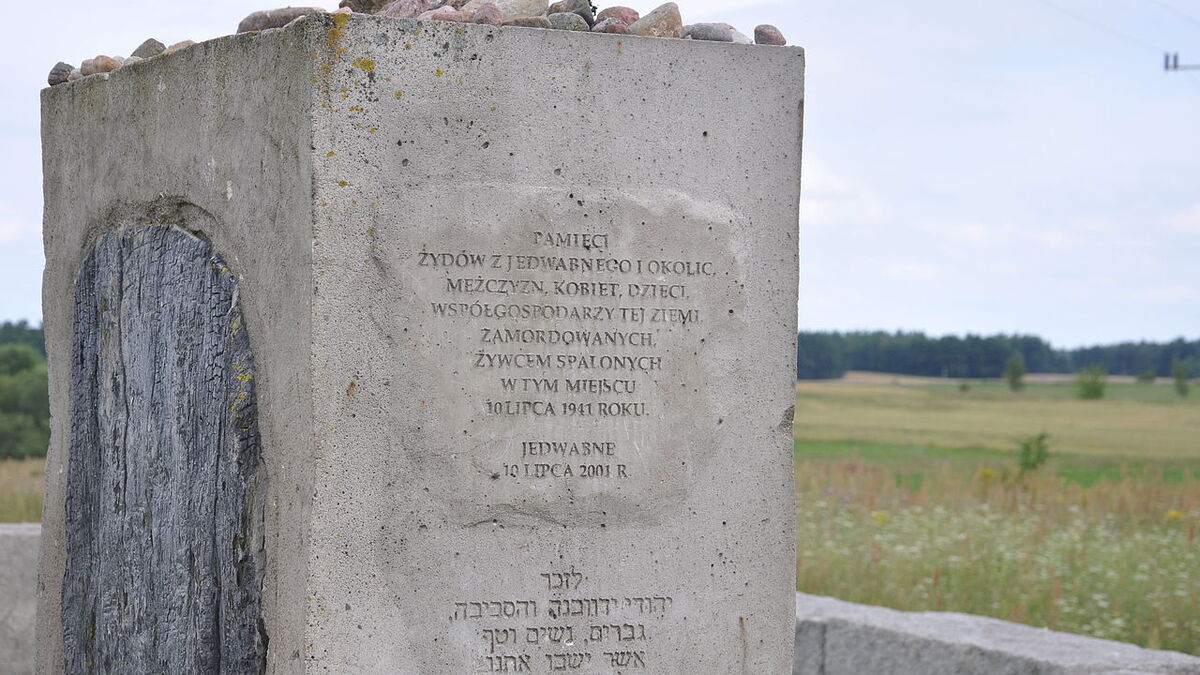 PAMIĘCI
ŻYDÓW Z JEDWABNEGO I OKOLIC,
MĘŻCZYZN, KOBIET, DZIECI,
WSPÓŁGOSPODARZY TEJ ZIEMI,
ZAMORDOWANYCH,
ŻYWCEM SPALONYCH
W TYM MIEJSCU
10 LIPCA 1941 ROKU.
JEDWABNE
10 LIPCA 2001 R.
לזכר
יהודי ידוובנה והסביבה,
גברים, נשים וטף
אשר ישבו אתנו